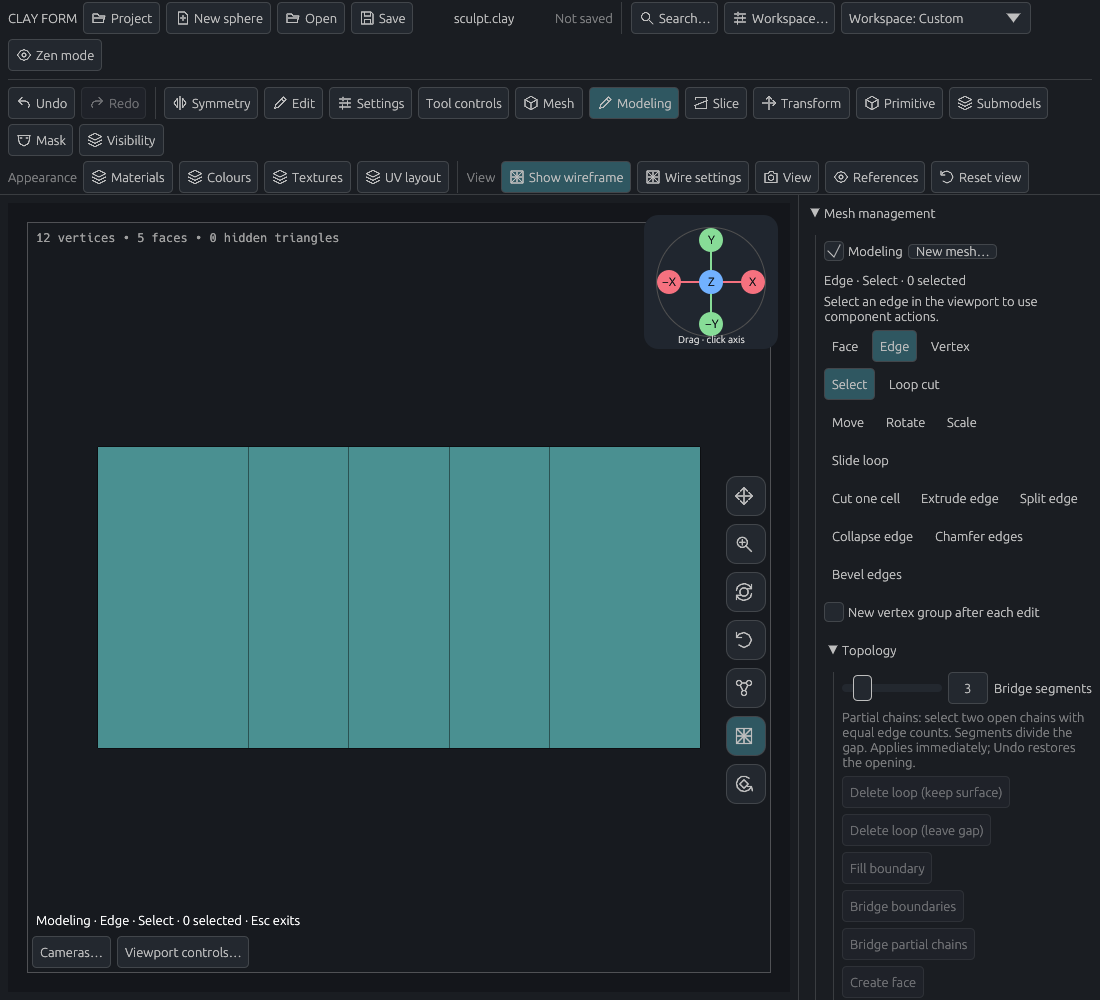 CLAY FORM Project New sphere Open Save sculpt.clay Not saved Search... Workspace... Workspace: Custom
Zen mode
Undo Redo Symmetry Edit Settings Tool controls Mesh Modeling Slice Transform Primitive Submodels
Mask Visibility
Appearance Materials Colours Textures UV layout View Show wireframe Wire settings View References Reset view
12 vertices • 5 faces • 0 hidden triangles
Y
-X Z X
-Y
Drag · click axis
Modeling · Edge · Select · 0 selected · Esc exits
Cameras... Viewport controls...
Mesh management
Modeling New mesh...
Edge · Select · 0 selected
Select an edge in the viewport to use
component actions.
Face Edge Vertex
Select Loop cut
Move Rotate Scale
Slide loop
Cut one cell Extrude edge Split edge
Collapse edge Chamfer edges
Bevel edges
New vertex group after each edit
Topology
3 Bridge segments
Partial chains: select two open chains with
equal edge counts. Segments divide the
gap. Applies immediately; Undo restores
the opening.
Delete loop (keep surface)
Delete loop (leave gap)
Fill boundary
Bridge boundaries
Bridge partial chains
Create face